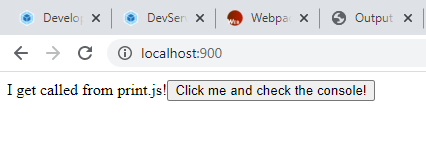 Develop
DevSer
Webpa
Output
localhost:900
I get called from print.js! Click me and check the console!